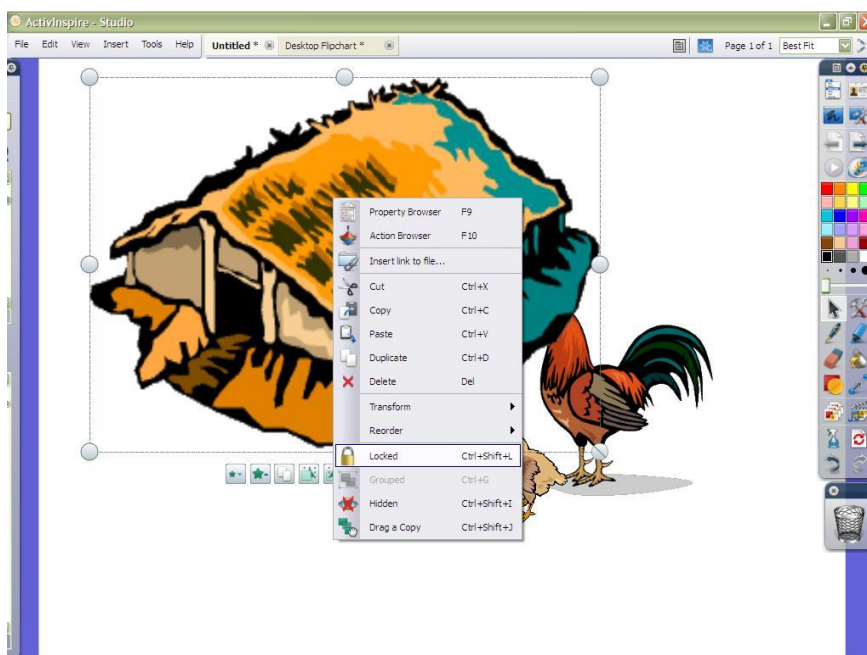 ActivInspire - Studio
File Edit View Insert Tools Help Untitled * Desktop Flipchart * Page 1 of 1 Best Fit
Property Browser F9
Action Browser F10
Insert link to file...
Cut Ctrl+X
Copy Ctrl+C
Paste Ctrl+V
Duplicate Ctrl+D
Delete Del
Transform
Reorder
Locked Ctrl+Shift+L
Grouped Ctrl+G
Hidden Ctrl+Shift+I
Drag a Copy Ctrl+Shift+J